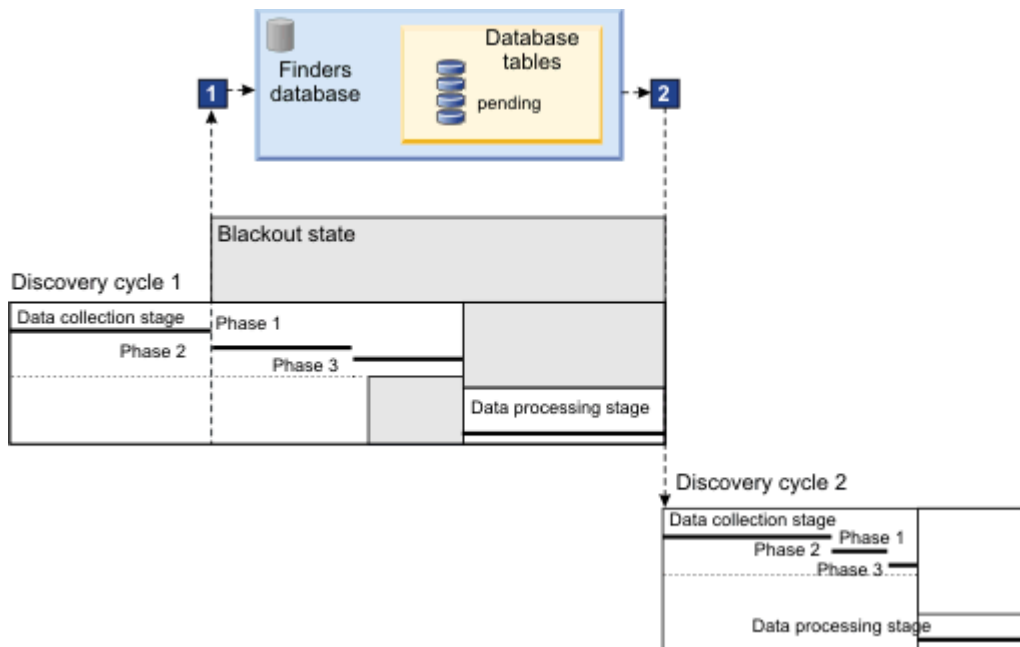 Database
tables
Finders
database
pending
1
2
Blackout state
Discovery cycle 1
Data collection stage
Phase 1
Phase 2
Phase 3
Data processing stage
Discovery cycle 2
Data collection stage
Phase 1
Phase 2
Phase 3
Data processing stage